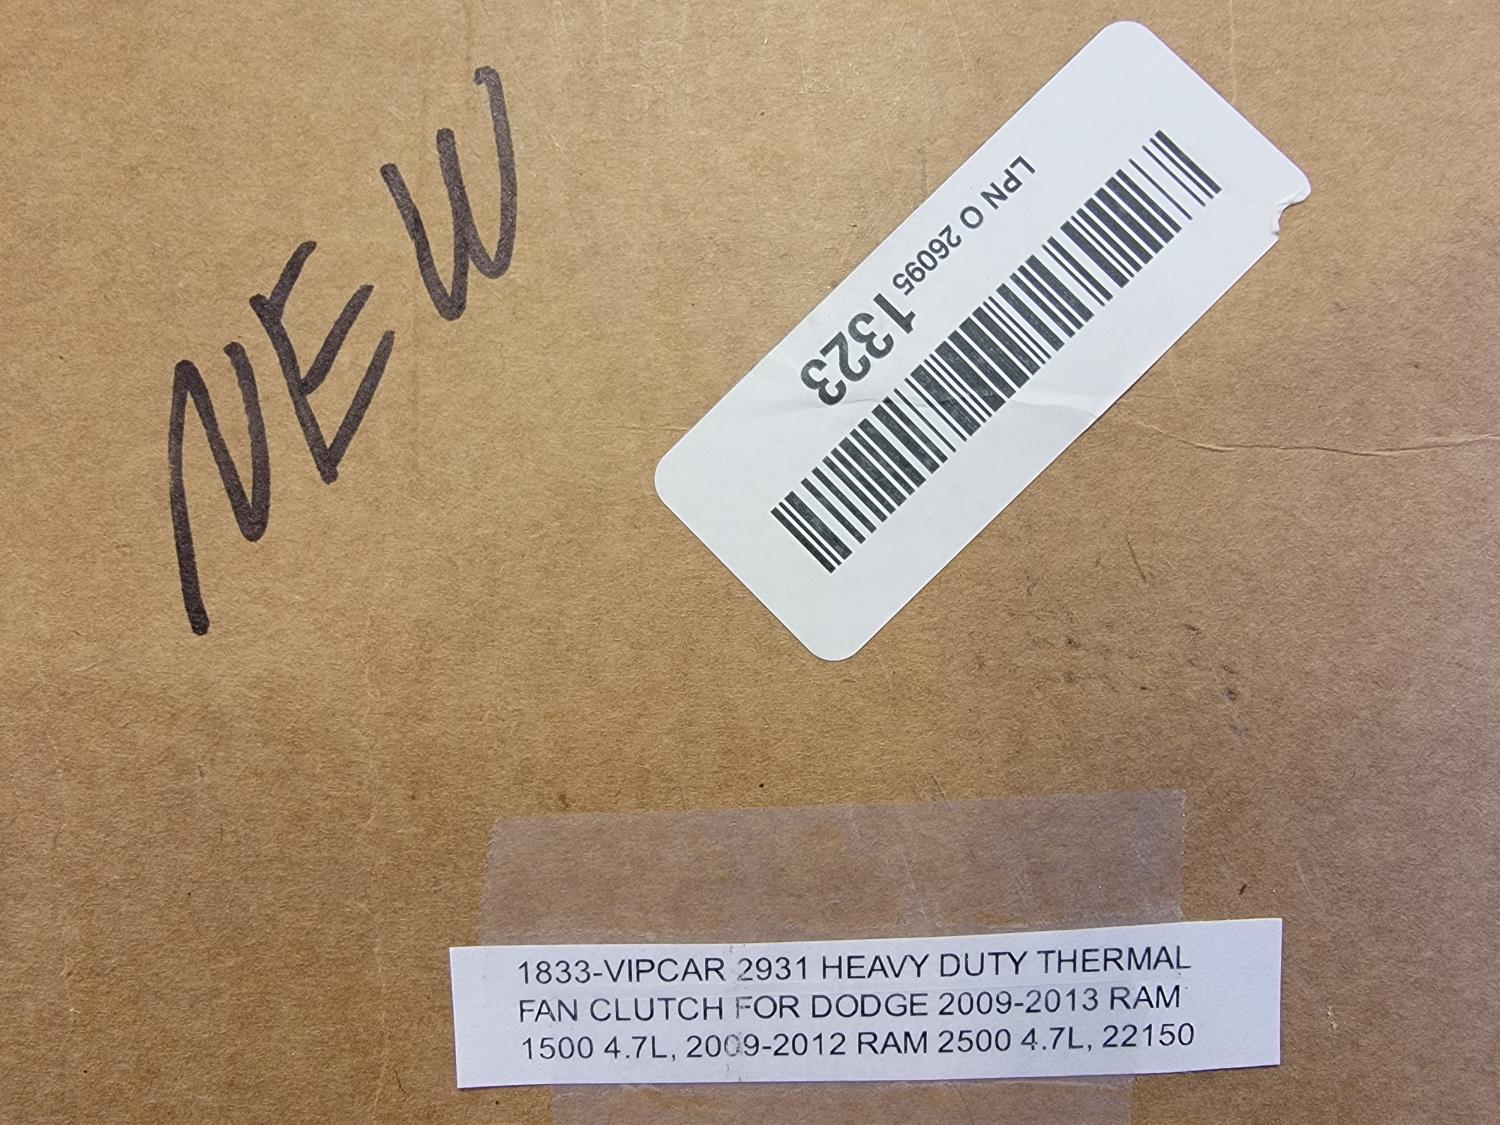 NEW
LPN O 26095 1323
1833-VIPCAR 2931 HEAVY DUTY THERMAL
FAN CLUTCH FOR DODGE 2009-2013 RAM
1500 4.7L, 2009-2012 RAM 2500 4.7L, 22150